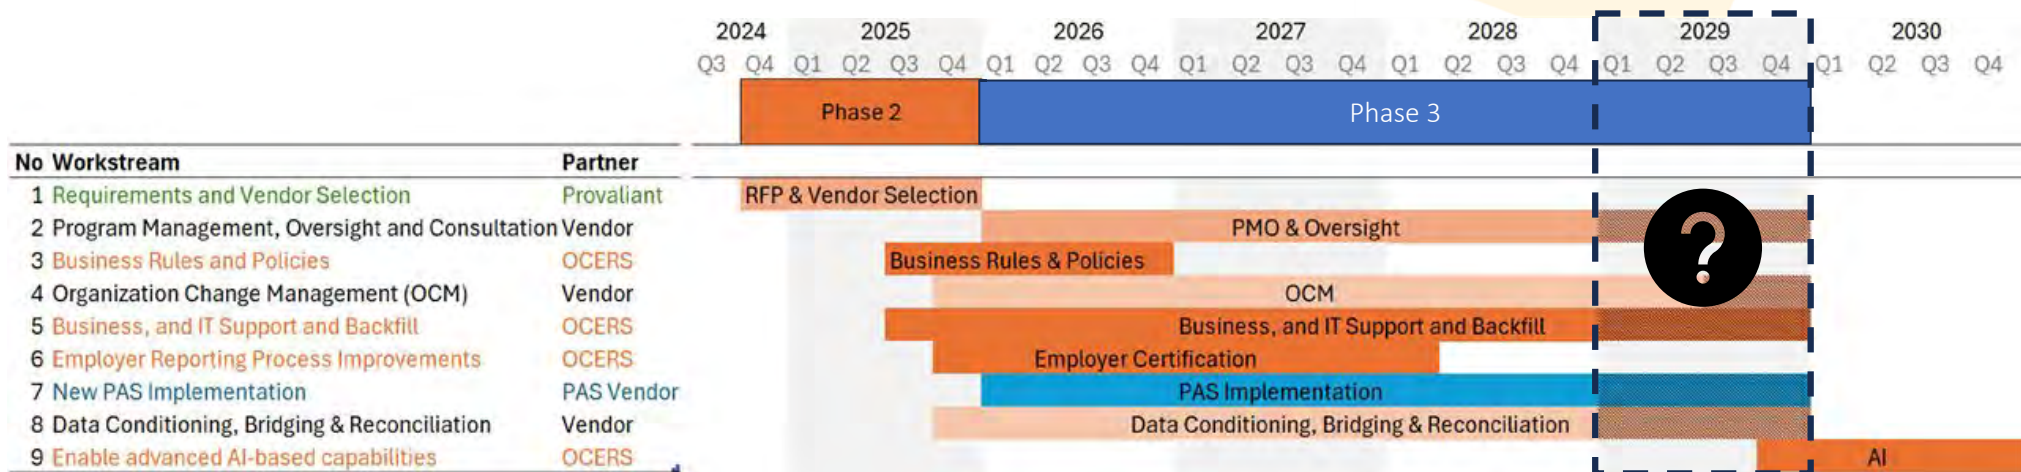 2024 2025 2026 2027 2028 2029 2030
Q3 Q4 Q1 Q2 Q3 Q4 Q1 Q2 Q3 Q4 Q1 Q2 Q3 Q4 Q1 Q2 Q3 Q4 Q1 Q2 Q3 Q4 Q1 Q2 Q3 Q4
Phase 2 Phase 3
No Workstream Partner
1 Requirements and Vendor Selection Provaliant RFP & Vendor Selection
2 Program Management, Oversight and Consultation Vendor PMO & Oversight
3 Business Rules and Policies OCERS Business Rules & Policies
?
4 Organization Change Management (OCM) Vendor OCM
5 Business, and IT Support and Backfill OCERS Business, and IT Support and Backfill
6 Employer Reporting Process Improvements OCERS Employer Certification
7 New PAS Implementation PAS Vendor PAS Implementation
8 Data Conditioning, Bridging & Reconciliation Vendor Data Conditioning, Bridging & Reconciliation
9 Enable advanced AI-based capabilities OCERS AI